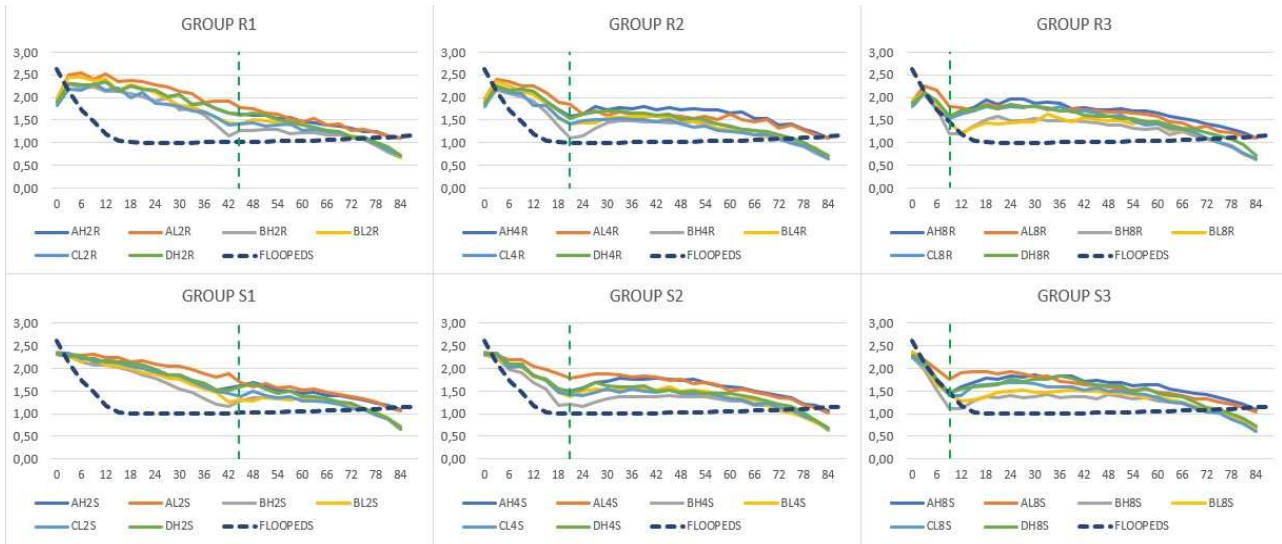 GROUP R1
3,00
2,50
2,00
1,50
1,00
0,50
0,00
0 6 12 18 24 30 36 42 48 54 60 66 72 78 84
AH2R AL2R BH2R BL2R
CL2R DH2R FLOOPEDS
GROUP R2
3,00
2,50
2,00
1,50
1,00
0,50
0,00
0 6 12 18 24 30 36 42 48 54 60 66 72 78 84
AH4R AL4R BH4R BL4R
CL4R DH4R FLOOPEDS
GROUP R3
3,00
2,50
2,00
1,50
1,00
0,50
0,00
0 6 12 18 24 30 36 42 48 54 60 66 72 78 84
AH8R AL8R BH8R BL8R
CL8R DH8R FLOOPEDS
GROUP S1
3,00
2,50
2,00
1,50
1,00
0,50
0,00
0 6 12 18 24 30 36 42 48 54 60 66 72 78 84
AH2S AL2S BH2S BL2S
CL2S DH2S FLOOPEDS
GROUP S2
3,00
2,50
2,00
1,50
1,00
0,50
0,00
0 6 12 18 24 30 36 42 48 54 60 66 72 78 84
AH4S AL4S BH4S BL4S
CL4S DH4S FLOOPEDS
GROUP S3
3,00
2,50
2,00
1,50
1,00
0,50
0,00
0 6 12 18 24 30 36 42 48 54 60 66 72 78 84
AH8S AL8S BH8S BL8S
CL8S DH8S FLOOPEDS